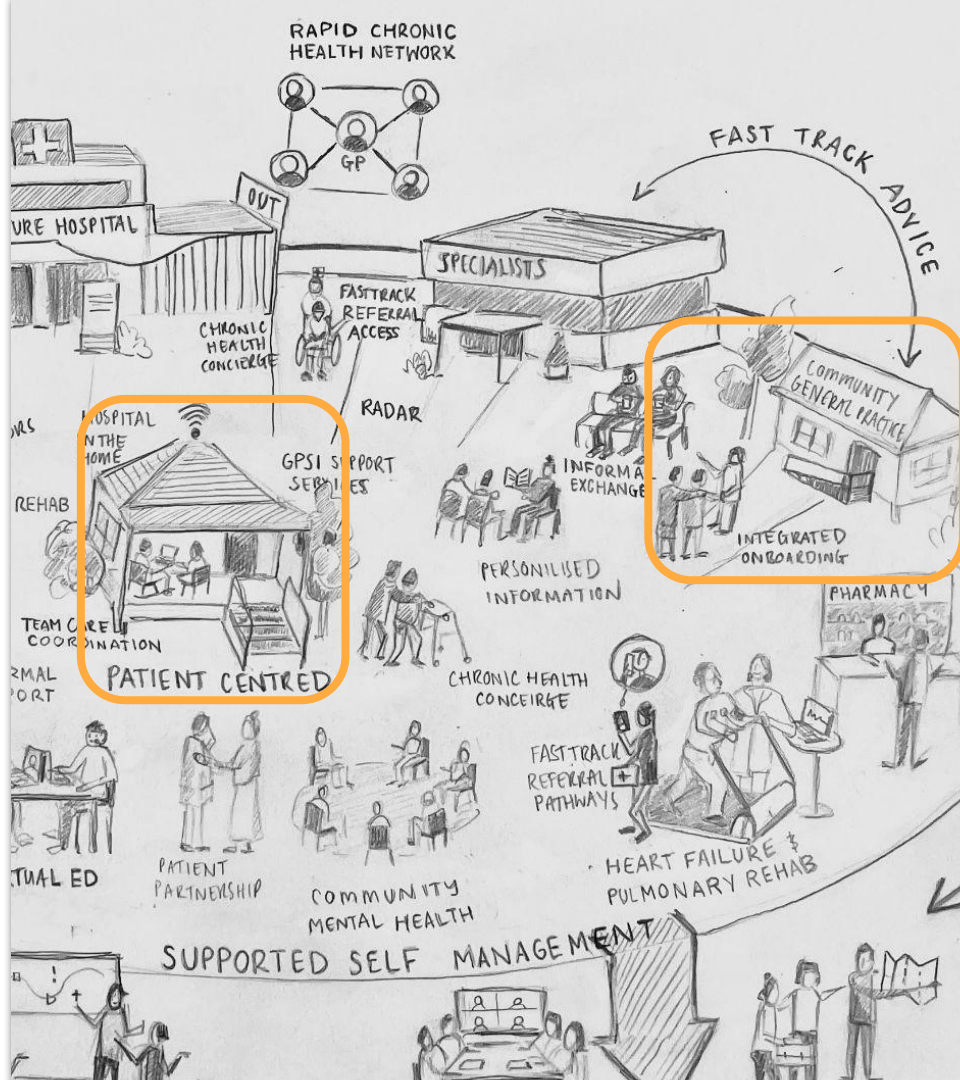 RAPID CHRONIC
HEALTH NETWORK
GP
FAST TRACK ADVICE
OUT
URE HOSPITAL
SPECIALISTS
FASTTRACK
REFERRAL
ACCESS
CHRONIC
HEALTH
CONCIERGE
COMMUNITY
GENERAL PRACTICE
RADAR
HOSPITAL
IN THE
HOME
ORS
GPSI SUPPORT
SERVICES
REHAB
INFORMA
EXCHANGE
INTEGRATED
ONBOARDING
PERSONILISED
INFORMATION
PHARMACY
TEAM CARE
COORDINATION
RMAL
PORT
PATIENT CENTRED
CHRONIC HEALTH
CONCEIRGE
FASTTRACK
REFERRAL
PATHWAYS
TUAL ED
PATIENT
PARTNERSHIP
COMMUNITY
MENTAL HEALTH
HEART FAILURE &
PULMONARY REHAB
SUPPORTED SELF MANAGEMENT